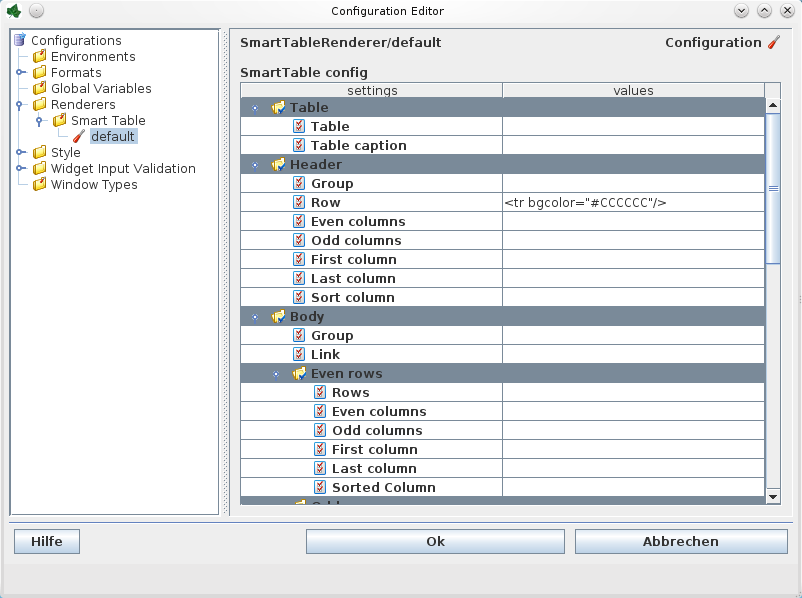 Configuration Editor
Configurations
Environments
Formats
Global Variables
Renderers
Smart Table
default
Style
Widget Input Validation
Window Types
SmartTableRenderer/default
Configuration
SmartTable config
settings values
Table
Table
Table caption
Header
Group
Row <tr bgcolor="#CCCCCC"/>
Even columns
Odd columns
First column
Last column
Sort column
Body
Group
Link
Even rows
Rows
Even columns
Odd columns
First column
Last column
Sorted Column
Hilfe Ok Abbrechen